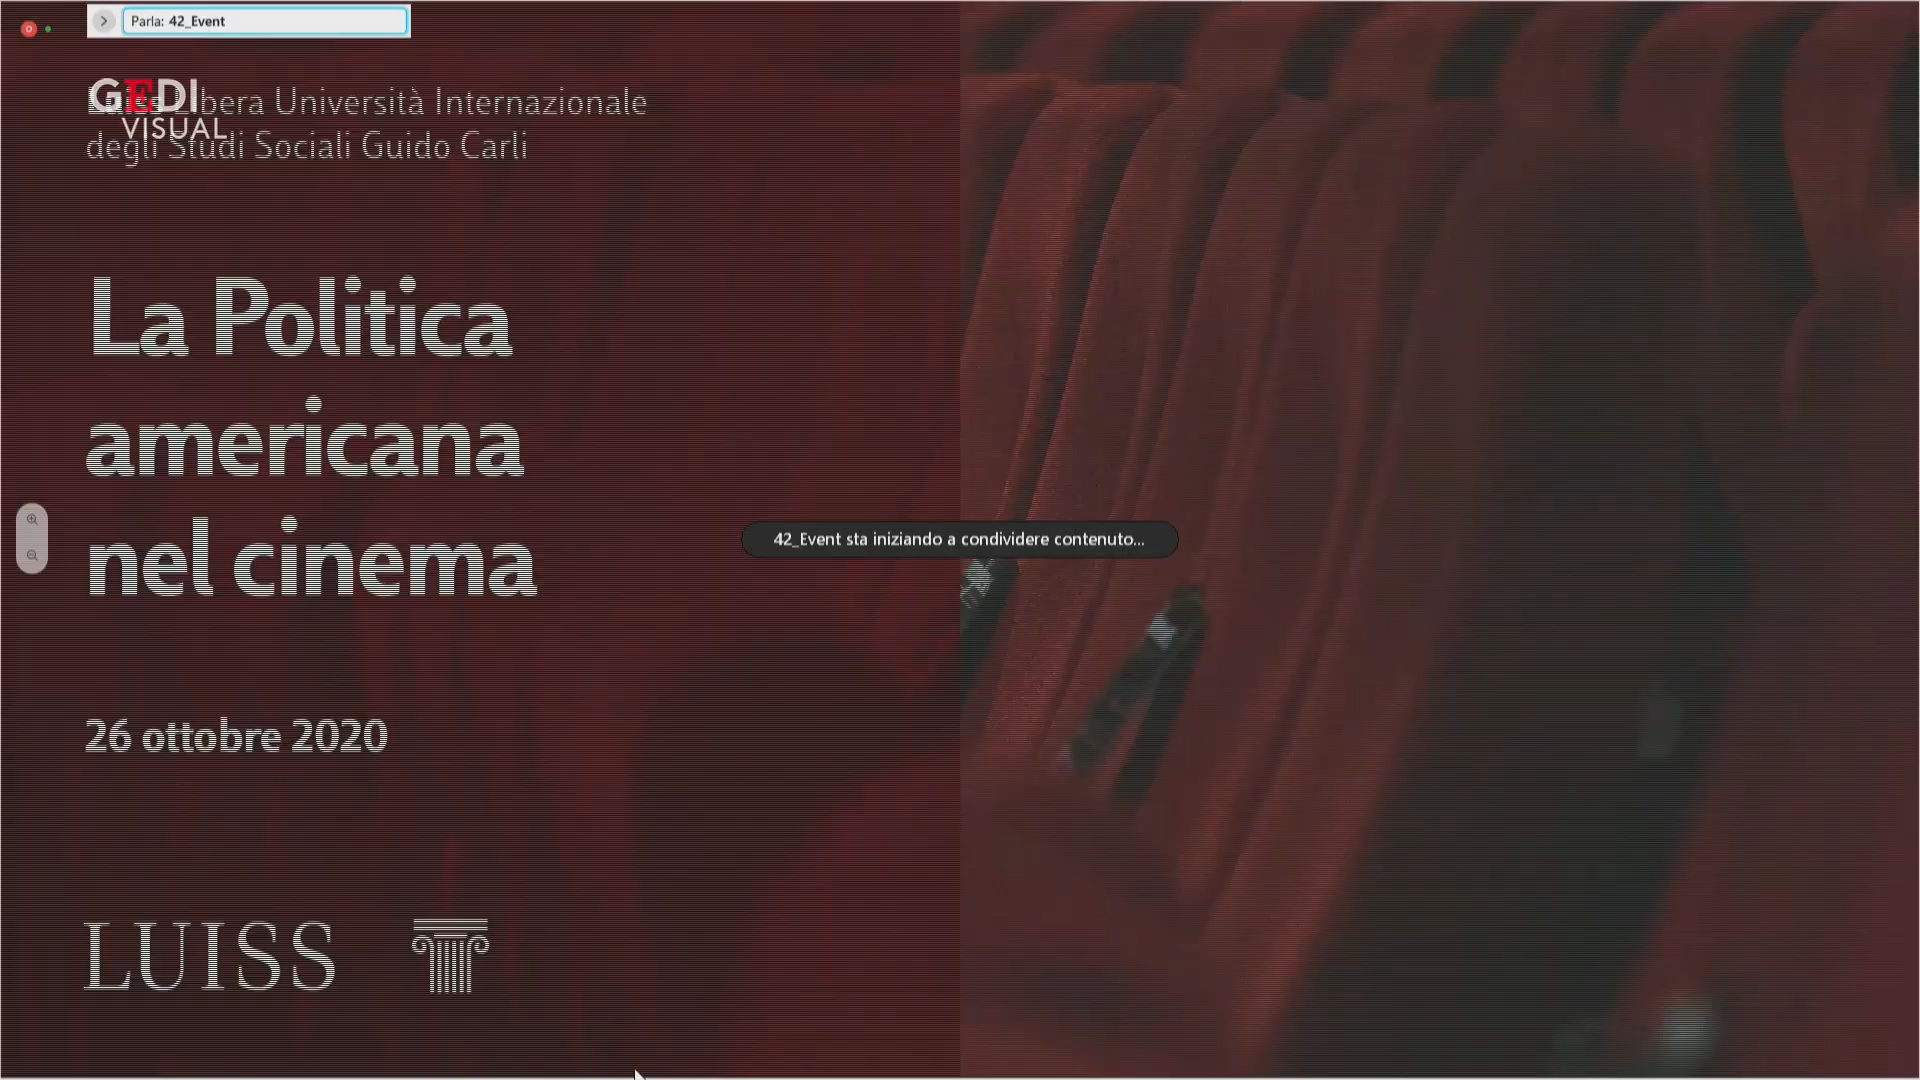 Parla: 42_Event
GEDI
VISUAL
bera Università Internazionale
degli Studi Sociali Guido Carli
La Politica
americana
nel cinema
42_Event sta iniziando a condividere contenuto...
26 ottobre 2020
LUISS